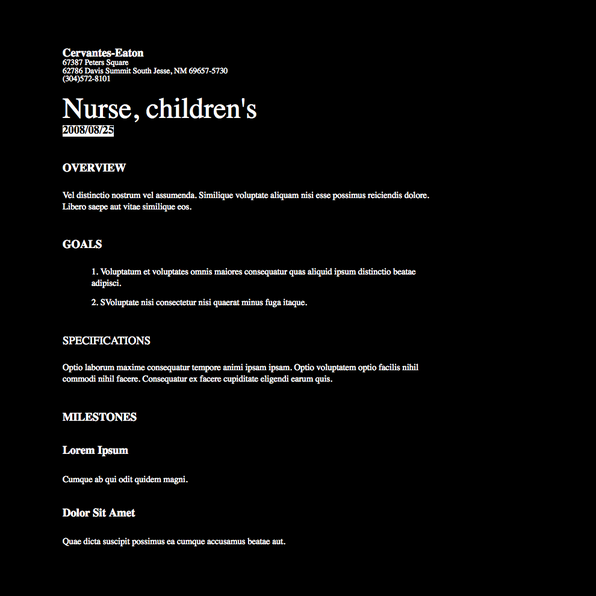 Cervantes-Eaton
67387 Peters Square
62786 Davis Summit South Jesse, NM 69657-5730
(304)572-8101
Nurse, children's
2008/08/25
OVERVIEW
Vel distinctio nostrum vel assumenda. Similique voluptate aliquam nisi esse possimus reiciendis dolore.
Libero saepe aut vitae similique eos.
GOALS
1. Voluptatum et voluptates omnis maiores consequatur quas aliquid ipsum distinctio beatae
adipisci.
2. SVoluptate nisi consectetur nisi quaerat minus fuga itaque.
SPECIFICATIONS
Optio laborum maxime consequatur tempore animi ipsam ipsam. Optio voluptatem optio facilis nihil
commodi nihil facere. Consequatur ex facere cupiditate eligendi earum quis.
MILESTONES
Lorem Ipsum
Cumque ab qui odit quidem magni.
Dolor Sit Amet
Quae dicta suscipit possimus ea cumque accusamus beatae aut.